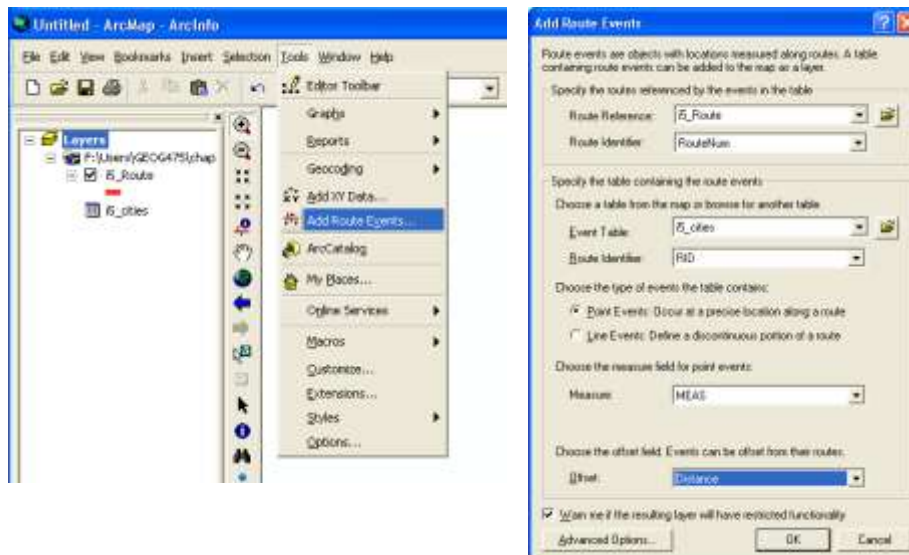 Untitled - ArcMap - ArcInfo
File Edit View Bookmarks Insert Selection Tools Window Help
Editor Toolbar
Graphs
Reports
Geocoding
Add XY Data...
Add Route Events...
ArcCatalog
My Places...
Online Services
Macros
Customize...
Extensions...
Styles
Options...
Layers
F:\Users\GEOG475\chap
i5_Route
i5_cities
Add Route Events
Route events are objects with locations measured along routes. A table
containing route events can be added to the map as a layer.
Specify the routes referenced by the events in the table
Route Reference: i5_Route
Route Identifier: RouteNum
Specify the table containing the route events
Choose a table from the map or browse for another table
Event Table: i5_cities
Route Identifier: RID
Choose the type of events the table contains:
Point Events: Occur at a precise location along a route
Line Events: Define a discontinuous portion of a route
Choose the measure field for point events:
Measure: MEAS
Choose the offset field. Events can be offset from their routes.
Offset: Distance
Warn me if the resulting layer will have restricted functionality
Advanced Options... OK Cancel